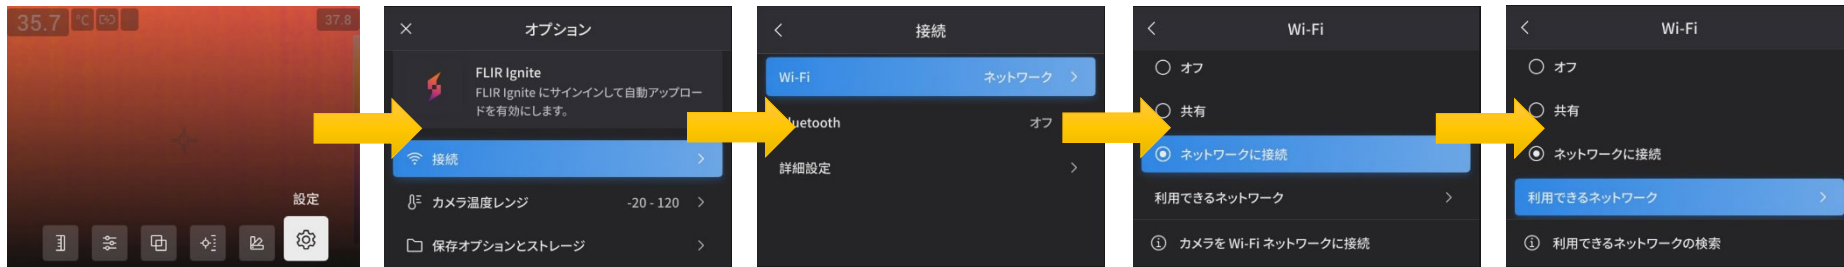 35.7 °C
37.8
設定
オプション
FLIR Ignite
FLIR Ignite にサインインして自動アップロー
ドを有効にします。
接続
カメラ温度レンジ -20 - 120
保存オプションとストレージ
接続
Wi-Fi ネットワーク
luetooth オフ
詳細設定
Wi-Fi
オフ
共有
ネットワークに接続
利用できるネットワーク
カメラを Wi-Fi ネットワークに接続
Wi-Fi
オフ
共有
ネットワークに接続
利用できるネットワーク
利用できるネットワークの検索